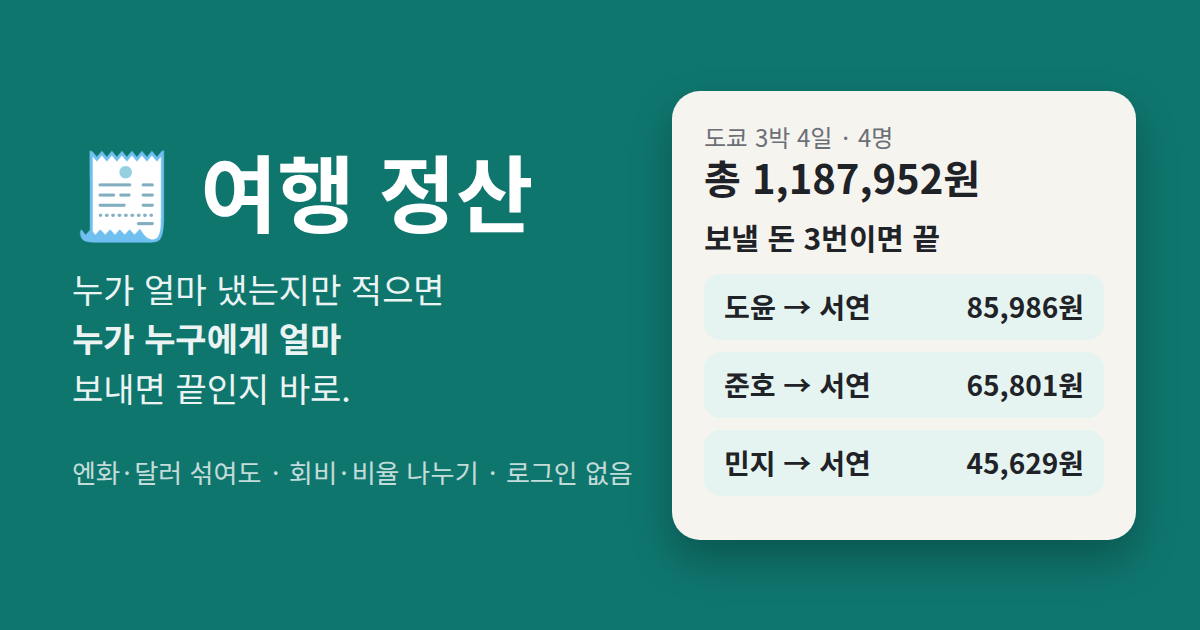 여행 정산
누가 얼마 냈는지만 적으면
누가 누구에게 얼마
보내면 끝인지 바로.
엔화·달러 섞여도 · 회비·비율 나누기 · 로그인 없음
도쿄 3박 4일 · 4명
총 1,187,952원
보낼 돈 3번이면 끝
도윤 → 서연 85,986원
준호 → 서연 65,801원
민지 → 서연 45,629원